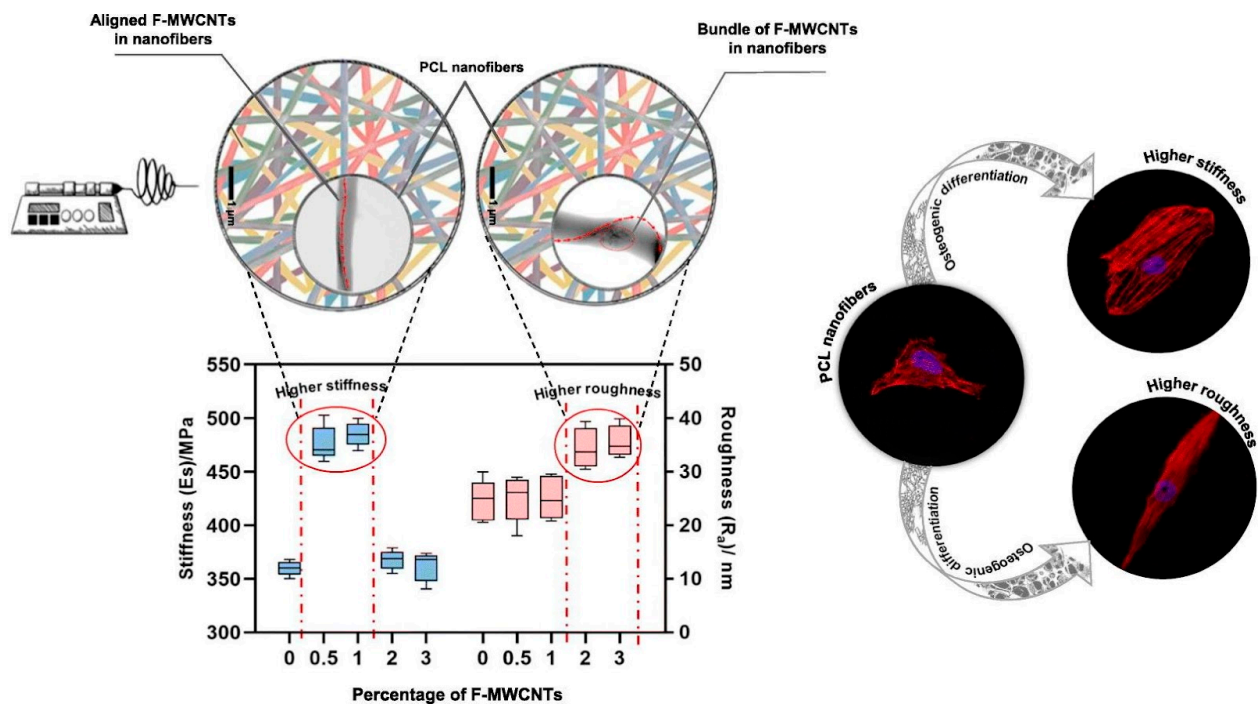 Aligned F-MWCNTs
in nanofibers
PCL nanofibers
Bundle of F-MWCNTs
in nanofibers
1 μm
1 μm
Higher stiffness
Osteogenic differentiation
PCL nanofibers
Higher roughness
Osteogenic differentiation
Stiffness (Es)/MPa
550
500
450
400
350
300
Higher stiffness
Higher roughness
50
40
30
20
10
0
Roughness (Ra)/ nm
0 0.5 1 2 3 0 0.5 1 2 3
Percentage of F-MWCNTs